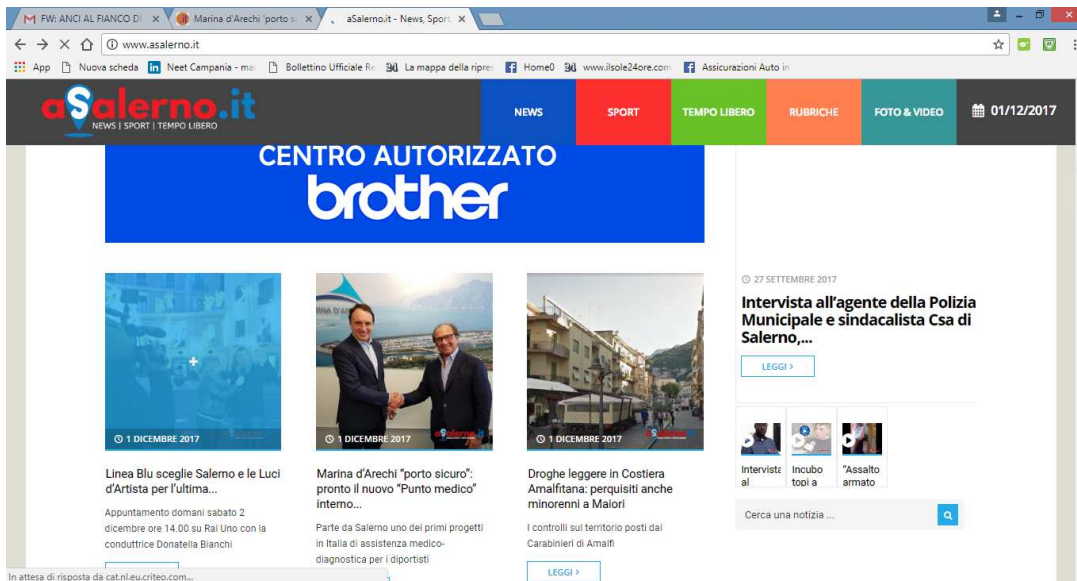 FW: ANCI AL FIANCO DI
Marina d'Arechi 'porto si
aSalerno.it - News, Sport
www.asalerno.it
App
Nuova scheda
Neet Campania - ma
Bollettino Ufficiale Re
La mappa della ripre
Home0
www.ilsole24ore.com
Assicurazioni Auto in
aSalerno.it
NEWS | SPORT | TEMPO LIBERO
NEWS
SPORT
TEMPO LIBERO
RUBRICHE
FOTO & VIDEO
01/12/2017
CENTRO AUTORIZZATO
brother
1 DICEMBRE 2017
Linea Blu sceglie Salerno e le Luci
d'Artista per l'ultima...
Appuntamento domani sabato 2
dicembre ore 14.00 su Rai Uno con la
conduttrice Donatella Bianchi
1 DICEMBRE 2017
Marina d'Arechi "porto sicuro":
pronto il nuovo "Punto medico"
interno...
Parte da Salerno uno dei primi progetti
in Italia di assistenza medico-
diagnostica per i diportisti
1 DICEMBRE 2017
Droghe leggere in Costiera
Amalfitana: perquisiti anche
minorenni a Maiori
I controlli sul territorio posti dai
Carabinieri di Amalfi
LEGGI >
27 SETTEMBRE 2017
Intervista all'agente della Polizia
Municipale e sindacalista Csa di
Salerno,...
LEGGI >
Intervista
al
Incubo
topi a
"Assalto
armato
Cerca una notizia ...
In attesa di risposta da cat.nl.eu.criteo.com...